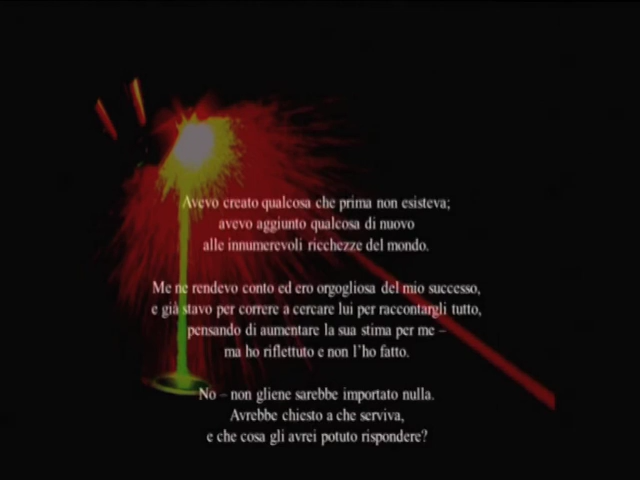 Avevo creato qualcosa che prima non esisteva;
avevo aggiunto qualcosa di nuovo
alle innumerevoli ricchezze del mondo.
Me ne rendevo conto ed ero orgogliosa del mio successo,
e già stavo per correre a cercare lui per raccontargli tutto,
pensando di aumentare la sua stima per me –
ma ho riflettuto e non l'ho fatto.
No – non gliene sarebbe importato nulla.
Avrebbe chiesto a che serviva,
e che cosa gli avrei potuto rispondere?